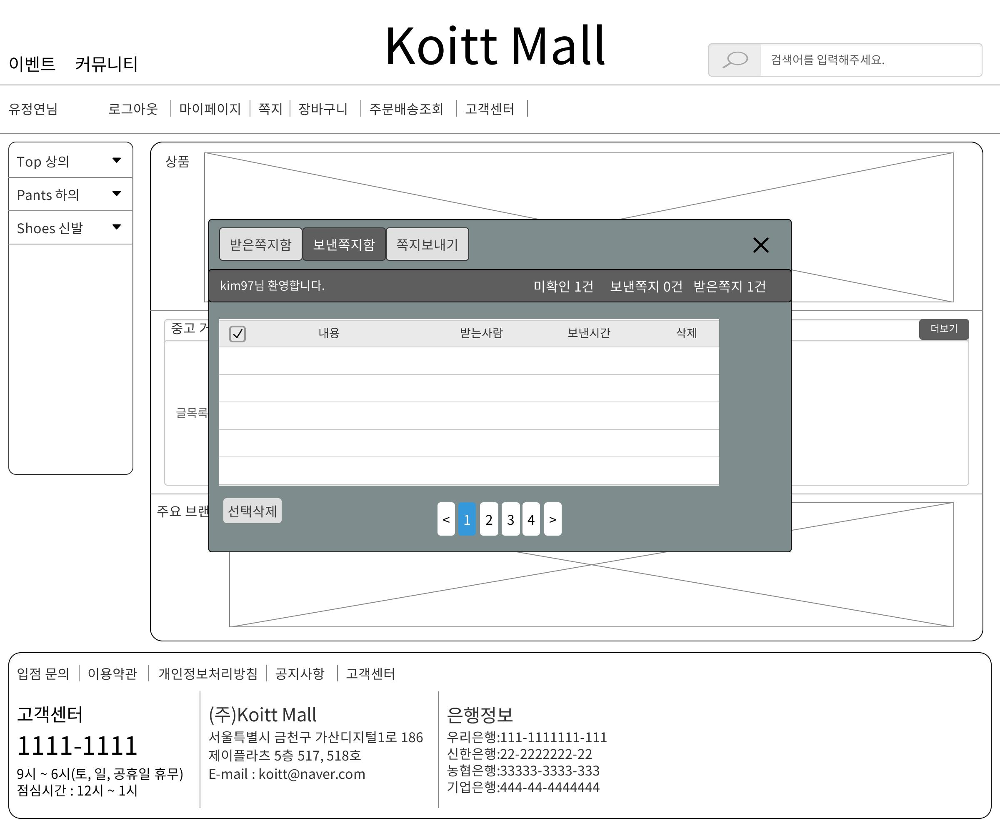 Koitt Mall
이벤트 커뮤니티
검색어를 입력해주세요.
유정연님 로그아웃 마이페이지 쪽지 장바구니 주문배송조회 고객센터
Top 상의
Pants 하의
Shoes 신발
상품
받은쪽지함 보낸쪽지함 쪽지보내기
kim97님 환영합니다. 미확인 1건 보낸쪽지 0건 받은쪽지 1건
중고 더보기
내용 받는사람 보낸시간 삭제
글목록
주요
선택삭제
< 1 2 3 4 >
입점 문의 이용약관 개인정보처리방침 공지사항 고객센터
고객센터
1111-1111
9시 ~ 6시(토, 일, 공휴일 휴무)
점심시간 : 12시 ~ 1시
(주)Koitt Mall
서울특별시 금천구 가산디지털1로 186
제이플라츠 5층 517, 518호
E-mail : koitt@naver.com
은행정보
우리은행:111-1111111-111
신한은행:22-2222222-22
농협은행:33333-3333-333
기업은행:444-44-4444444